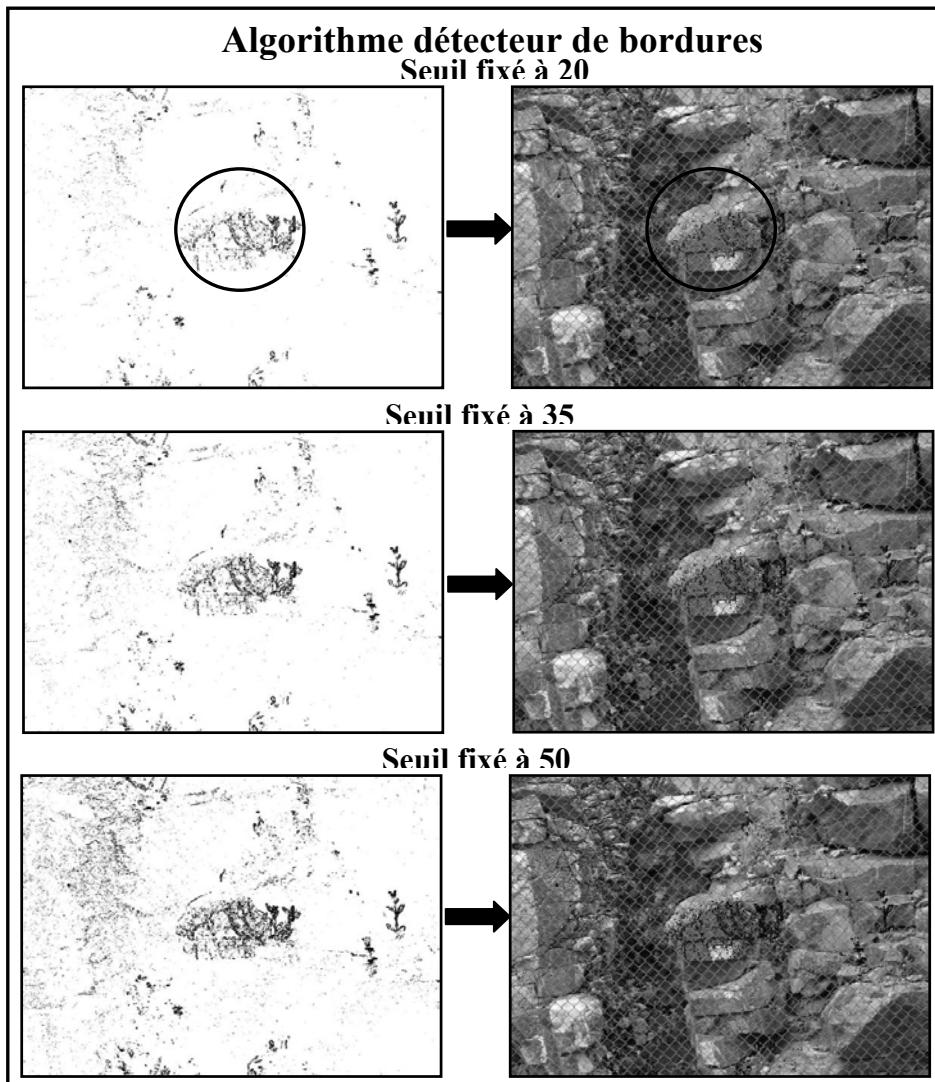 Algorithme détecteur de bordures
Seuil fixé à 20
Seuil fixé à 35
Seuil fixé à 50